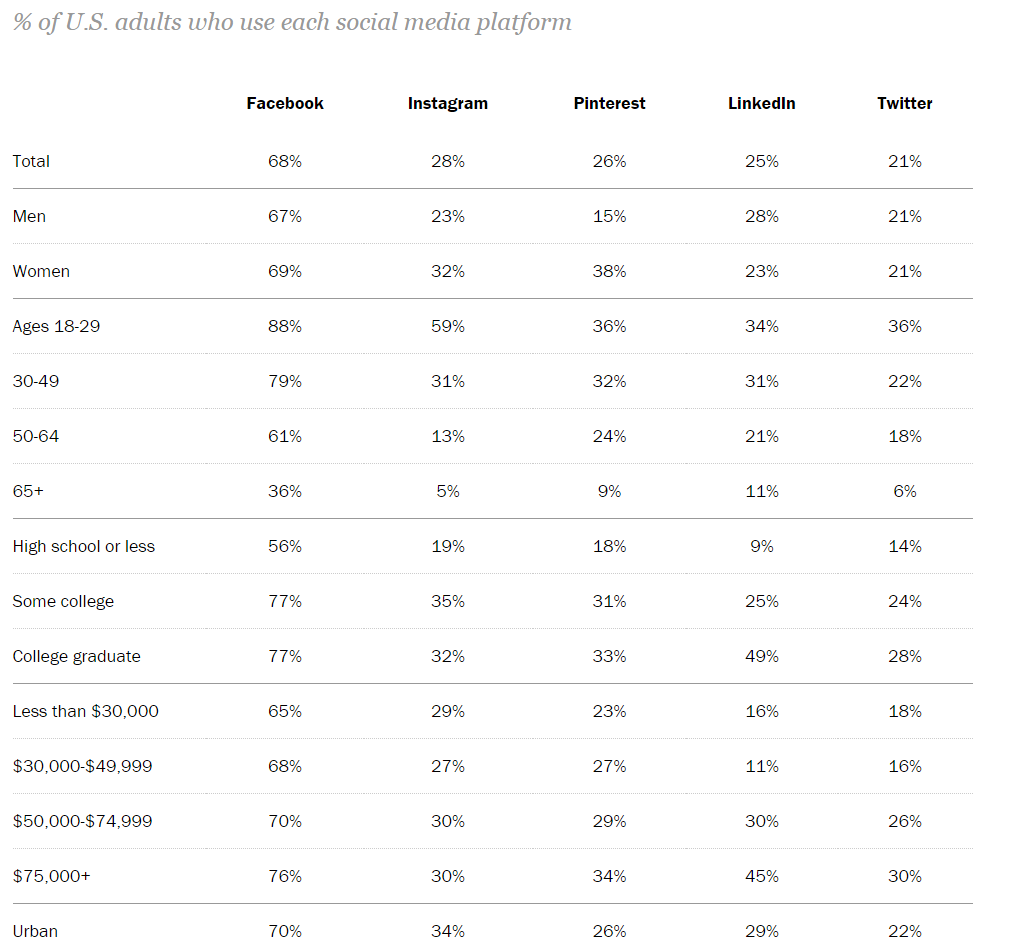 % of U.S. adults who use each social media platform
Facebook Instagram Pinterest LinkedIn Twitter
Total 68% 28% 26% 25% 21%
Men 67% 23% 15% 28% 21%
Women 69% 32% 38% 23% 21%
Ages 18-29 88% 59% 36% 34% 36%
30-49 79% 31% 32% 31% 22%
50-64 61% 13% 24% 21% 18%
65+ 36% 5% 9% 11% 6%
High school or less 56% 19% 18% 9% 14%
Some college 77% 35% 31% 25% 24%
College graduate 77% 32% 33% 49% 28%
Less than $30,000 65% 29% 23% 16% 18%
$30,000-$49,999 68% 27% 27% 11% 16%
$50,000-$74,999 70% 30% 29% 30% 26%
$75,000+ 76% 30% 34% 45% 30%
Urban 70% 34% 26% 29% 22%